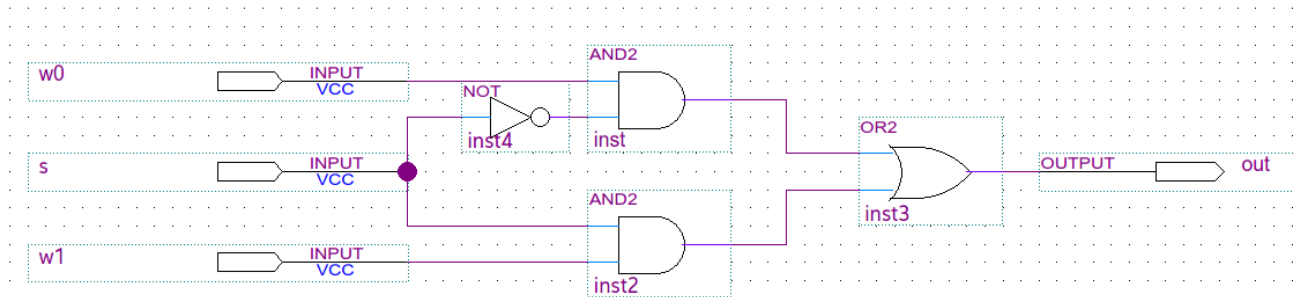 AND2
w0
INPUT
VCC
NOT
inst4
inst
OR2
s
INPUT
VCC
OUTPUT
out
AND2
inst3
w1
INPUT
VCC
inst2